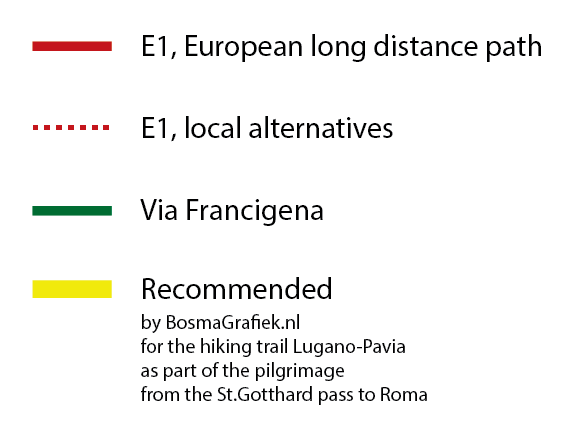 E1, European long distance path
E1, local alternatives
Via Francigena
Recommended
by BosmaGrafiek.nl
for the hiking trail Lugano-Pavia
as part of the pilgrimage
from the St.Gotthard pass to Roma